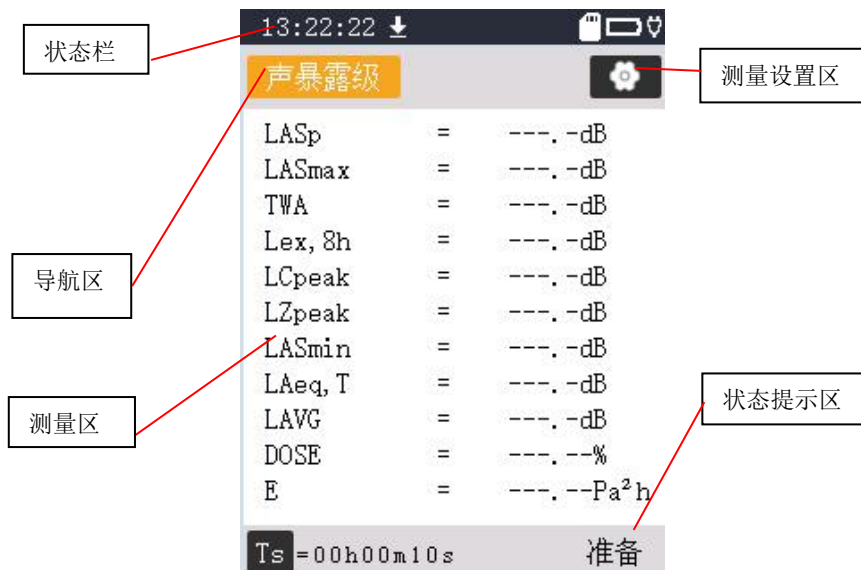 13:22:22
状态栏
声暴露级
测量设置区
LASp = ---.-dB
LASmax = ---.-dB
TWA = ---.-dB
Lex,8h = ---.-dB
导航区
LCpeak = ---.-dB
LZpeak = ---.-dB
LASmin = ---.-dB
LAeq,T = ---.-dB
状态提示区
测量区
LAVG = ---.-dB
DOSE = ---.--%
E = ---.--Pa²h
Ts=00h00m10s 准备